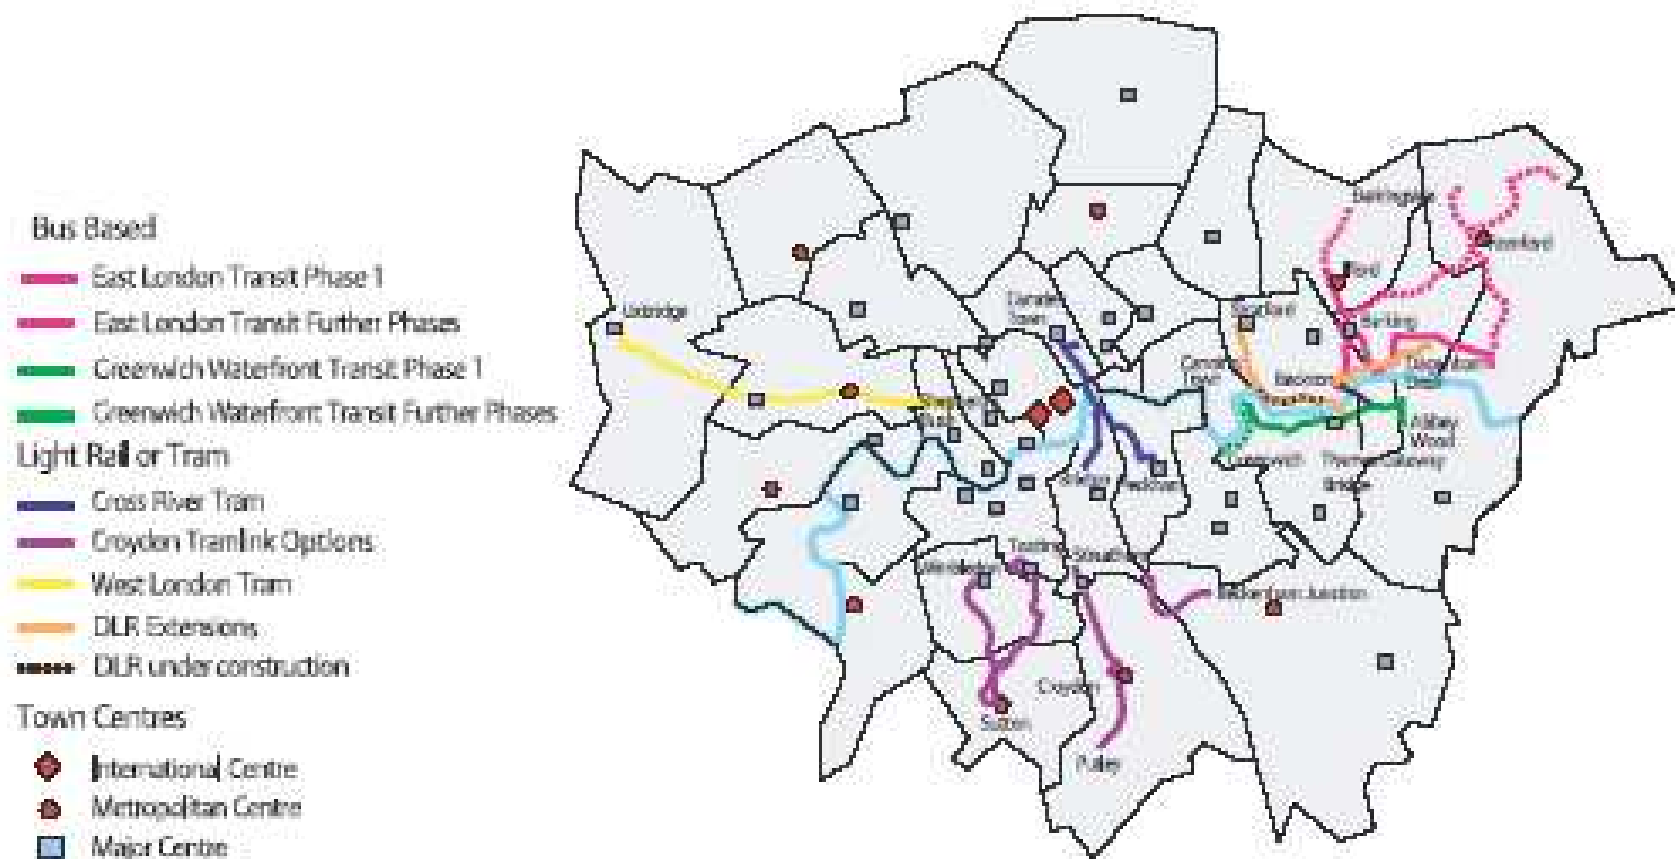 Bus Based
East London Transit Phase 1
East London Transit Further Phases
Greenwich Waterfront Transit Phase 1
Greenwich Waterfront Transit Further Phases
Light Rail or Tram
Cross River Tram
Croydon Tramlink Options
West London Tram
DLR Extensions
DLR under construction
Town Centres
International Centre
Metropolitan Centre
Major Centre
Uxbridge
Camden
Town
Romford
Ilford
Stratford
Barking
Abbey
Wood
Greenwich
Bridge
Peckham
Tooting
Streatham
Wimbledon
Beckenham Junction
Croydon
Sutton
Purley